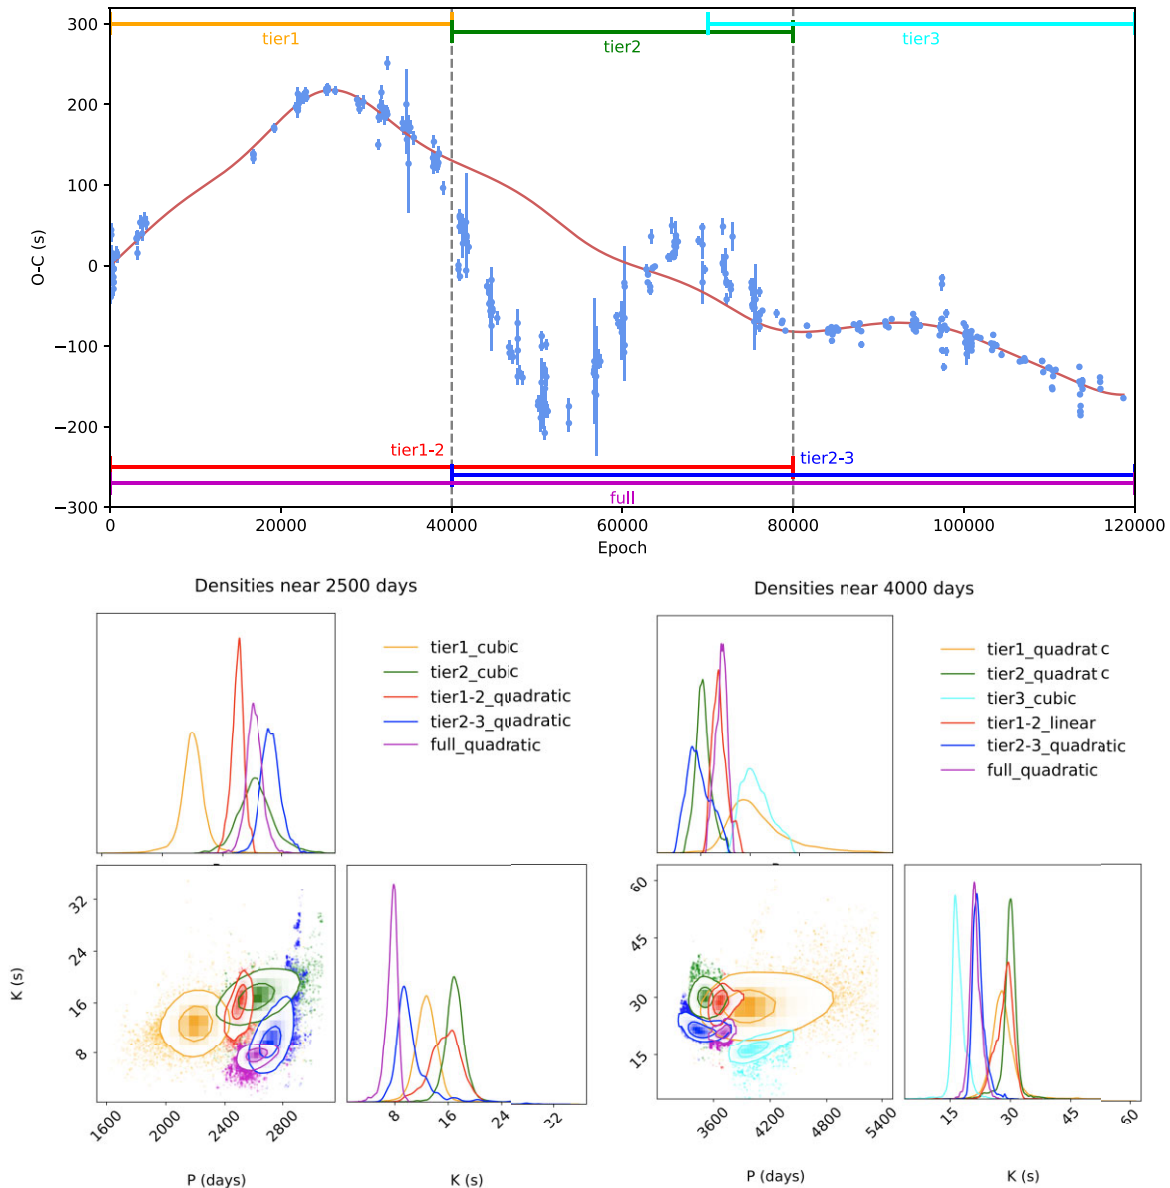 300
200
100
0
−100
−200
−300
O-C (s)
tier1
tier2
tier3
tier1-2
tier2-3
full
0
20000
40000
60000
80000
100000
120000
Epoch
Densities near 2500 days
tier1_cubic
tier2_cubic
tier1-2_quadratic
tier2-3_quadratic
full_quadratic
32
24
16
8
K (s)
1600
2000
2400
2800
P (days)
8
16
24
32
K (s)
Densities near 4000 days
tier1_quadratc
tier2_quadratc
tier3_cubic
tier1-2_linear
tier2-3_quadratic
full_quadratic
60
45
30
15
3600
4200
4800
5400
P (days)
15
30
45
60
K (s)